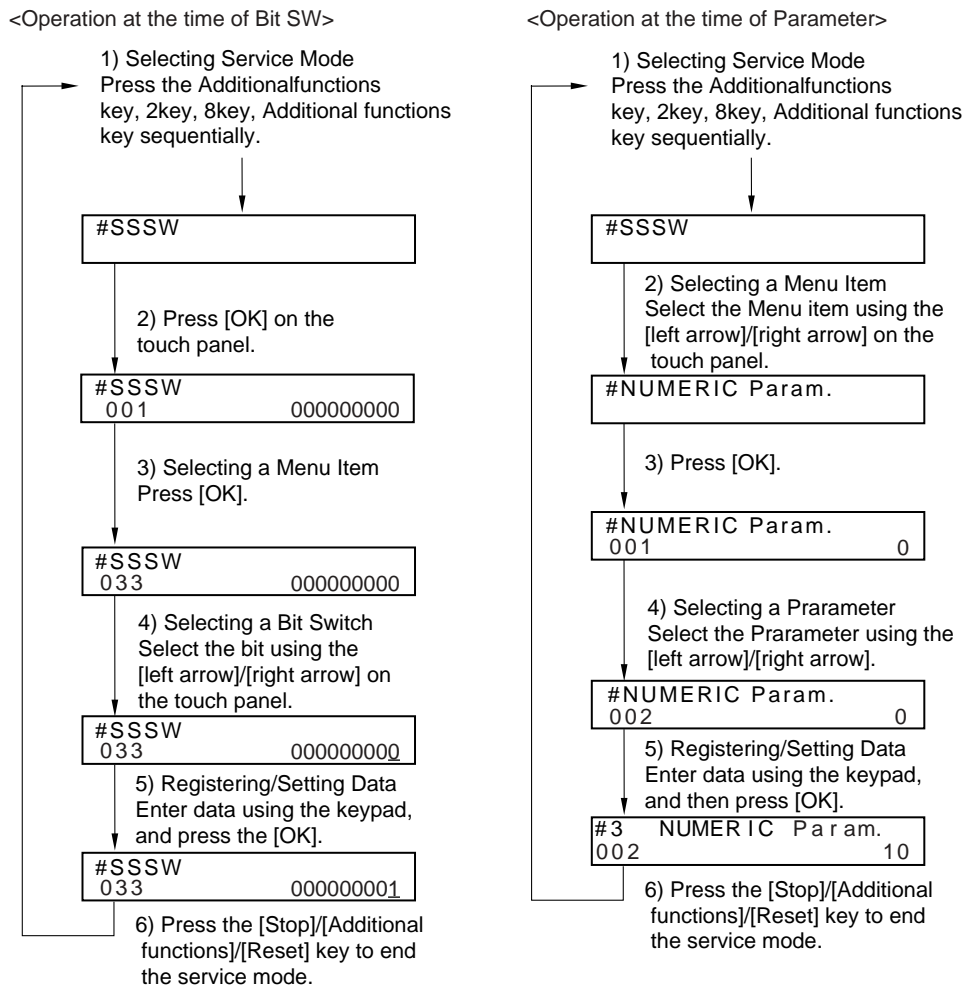 <Operation at the time of Bit SW>
1) Selecting Service Mode
Press the Additionalfunctions
key, 2key, 8key, Additional functions
key sequentially.
#SSSW
2) Press [OK] on the
touch panel.
#SSSW
001 000000000
3) Selecting a Menu Item
Press [OK].
#SSSW
033 000000000
4) Selecting a Bit Switch
Select the bit using the
[left arrow]/[right arrow] on
the touch panel.
#SSSW
033 000000000
5) Registering/Setting Data
Enter data using the keypad,
and press the [OK].
#SSSW
033 000000001
6) Press the [Stop]/[Additional
functions]/[Reset] key to end
the service mode.
<Operation at the time of Parameter>
1) Selecting Service Mode
Press the Additionalfunctions
key, 2key, 8key, Additional functions
key sequentially.
#SSSW
2) Selecting a Menu Item
Select the Menu item using the
[left arrow]/[right arrow] on the
touch panel.
#NUMERIC Param.
3) Press [OK].
#NUMERIC Param.
001 0
4) Selecting a Prarameter
Select the Prarameter using the
[left arrow]/[right arrow].
#NUMERIC Param.
002 0
5) Registering/Setting Data
Enter data using the keypad,
and then press [OK].
#3 NUMERIC Param.
002 10
6) Press the [Stop]/[Additional
functions]/[Reset] key to end
the service mode.